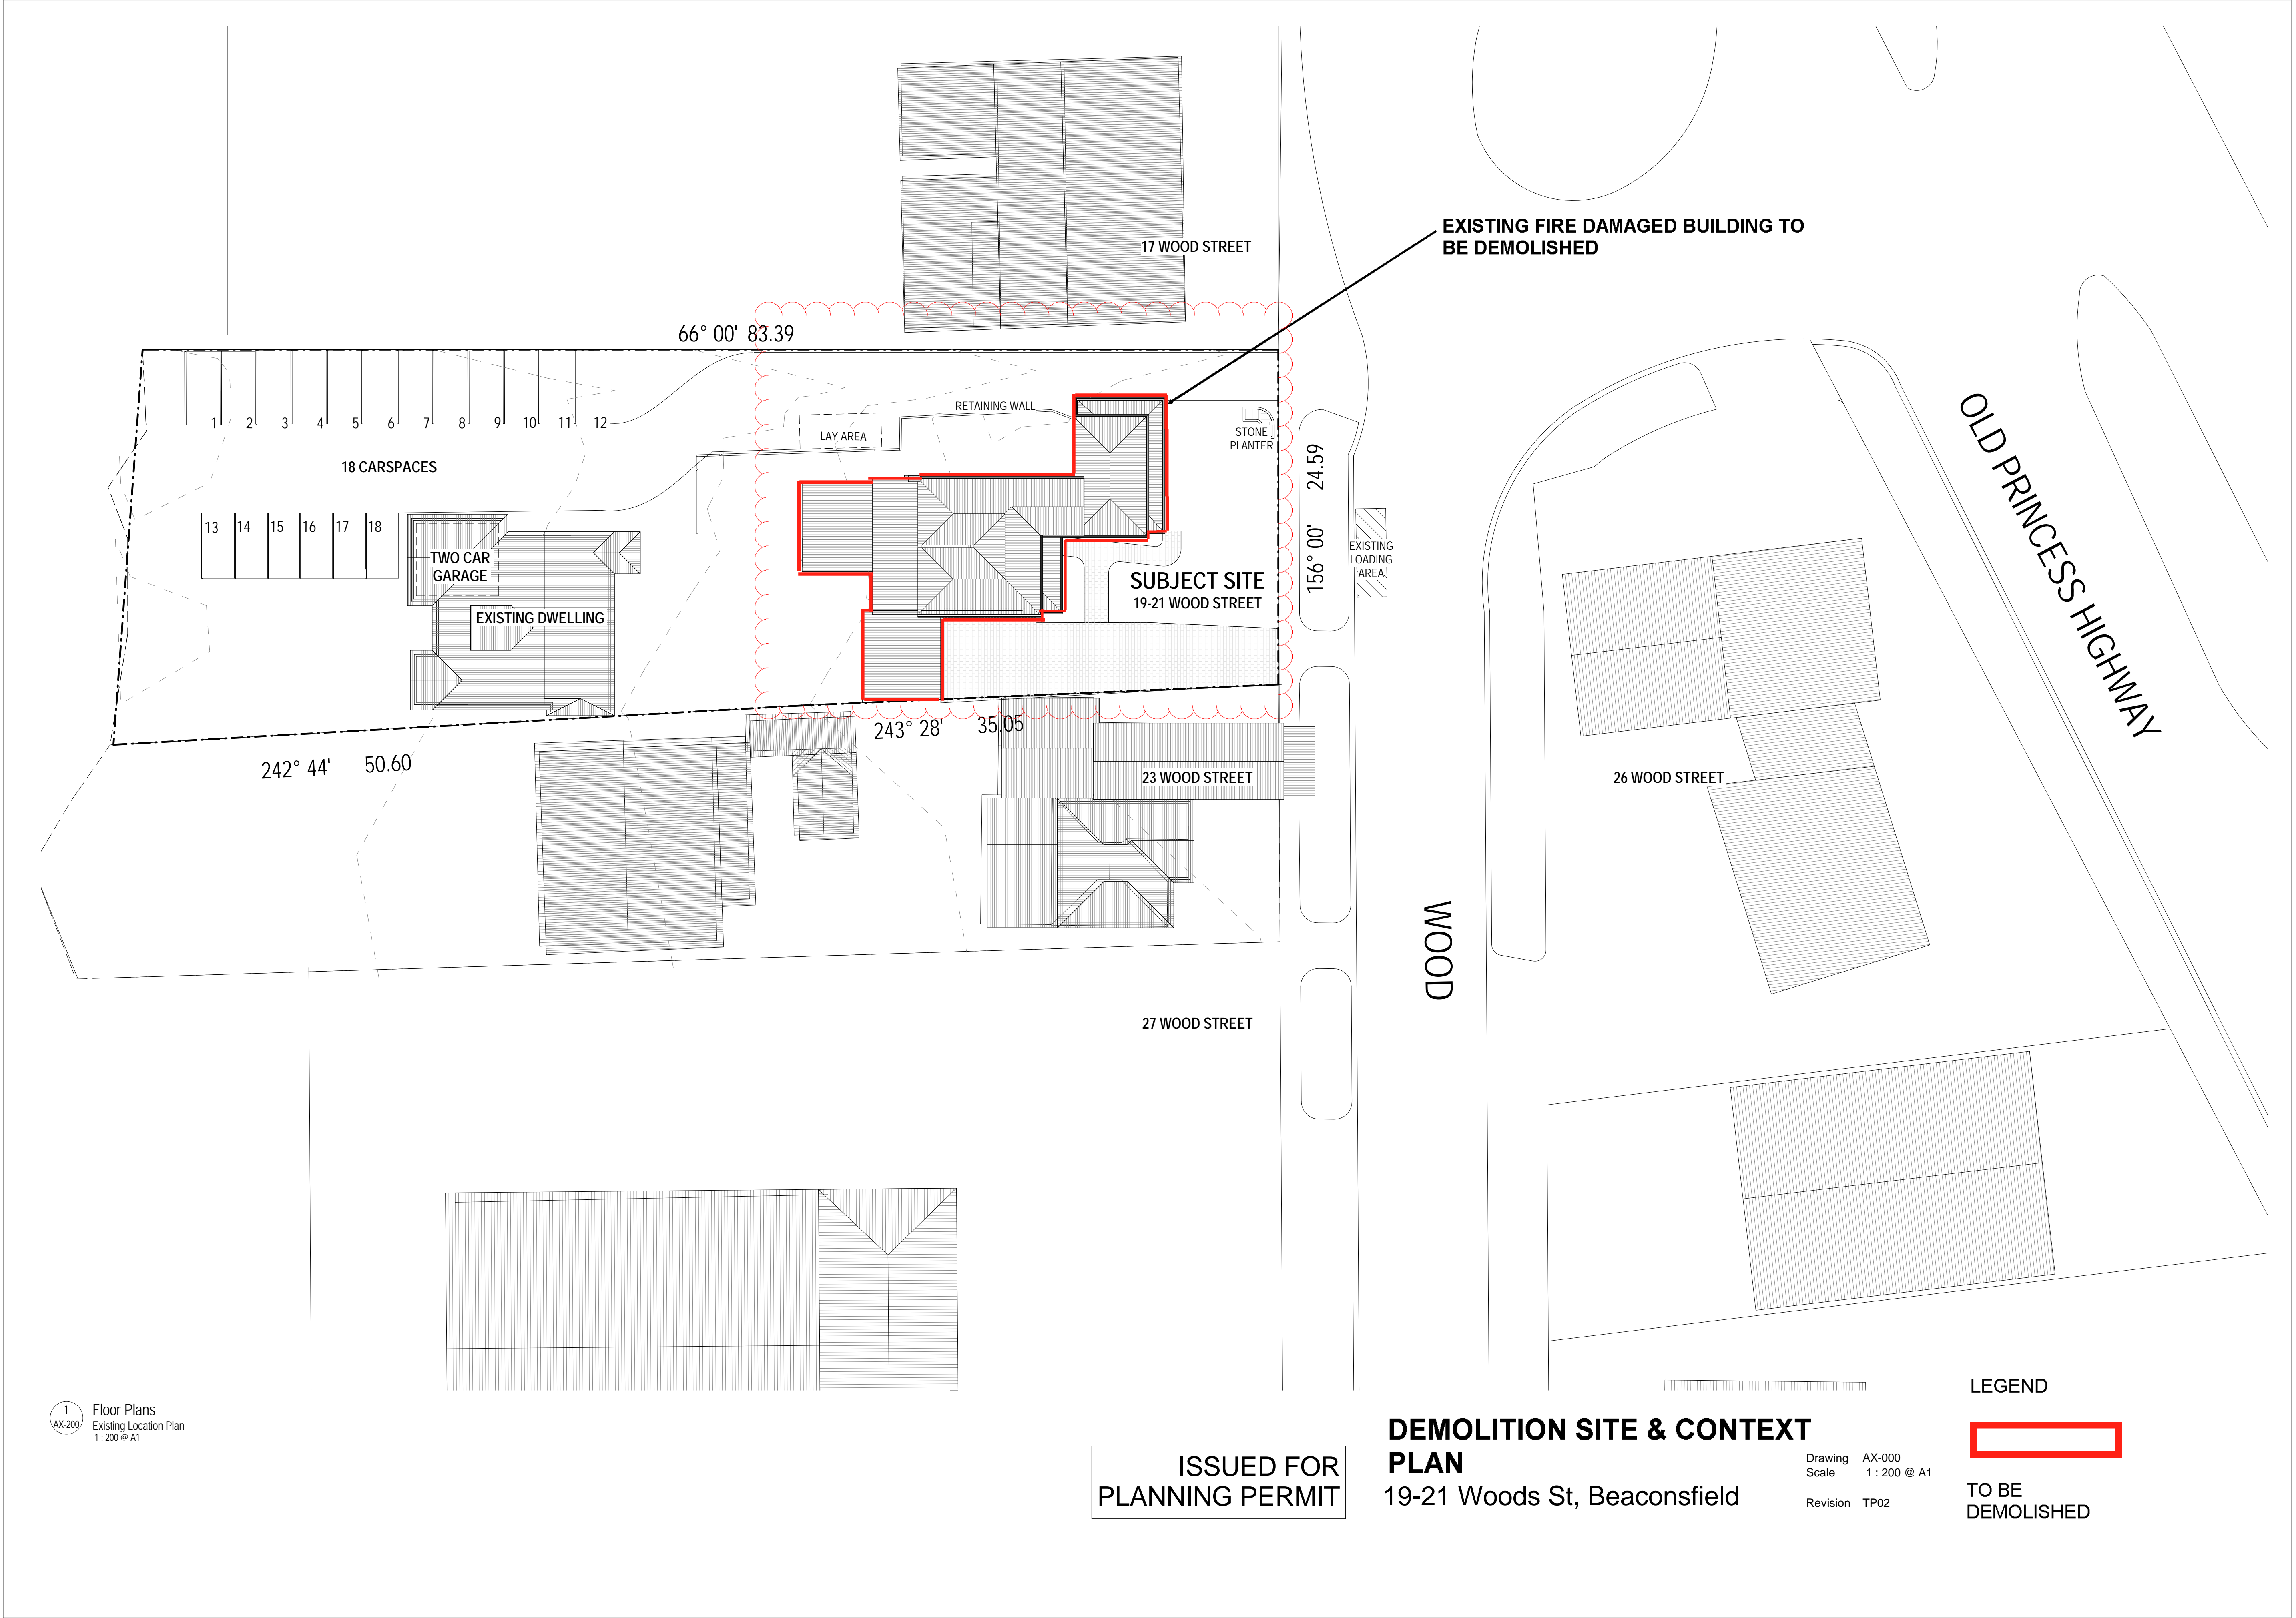 17 WOOD STREET
EXISTING FIRE DAMAGED BUILDING TO
BE DEMOLISHED
66° 00' 83.39
1 2 3 4 5 6 7 8 9 10 11 12
18 CARSPACES
13 14 15 16 17 18
TWO CAR
GARAGE
EXISTING DWELLING
LAY AREA
RETAINING WALL
STONE
PLANTER
SUBJECT SITE
19-21 WOOD STREET
156° 00' 24.59
EXISTING
LOADING
AREA
OLD PRINCESS HIGHWAY
242° 44' 50.60
243° 28' 35.05
23 WOOD STREET
26 WOOD STREET
WOOD
27 WOOD STREET
1
AX-200
Floor Plans
Existing Location Plan
1 : 200 @ A1
ISSUED FOR
PLANNING PERMIT
DEMOLITION SITE & CONTEXT
PLAN
19-21 Woods St, Beaconsfield
Drawing AX-000
Scale 1 : 200 @ A1
Revision TP02
LEGEND
TO BE
DEMOLISHED